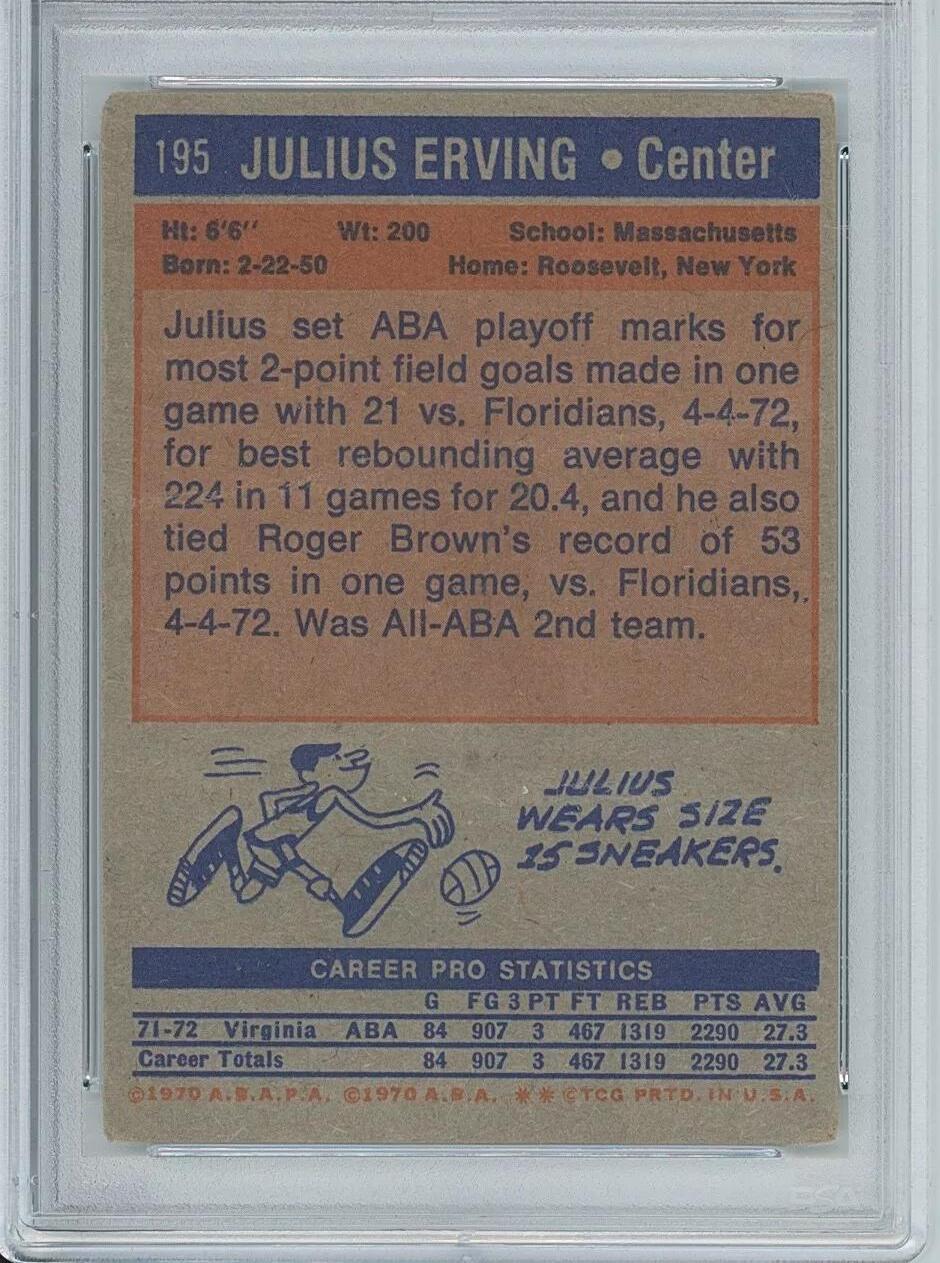 195 JULIUS ERVING • Center
Ht: 6'6" Wt: 200 School: Massachusetts
Born: 2-22-50 Home: Roosevelt, New York
Julius set ABA playoff marks for
most 2-point field goals made in one
game with 21 vs. Floridians, 4-4-72,
for best rebounding average with
224 in 11 games for 20.4, and he also
tied Roger Brown's record of 53
points in one game, vs. Floridians,
4-4-72. Was All-ABA 2nd team.
JULIUS
WEARS SIZE
15 SNEAKERS.
CAREER PRO STATISTICS
G FG 3PT FT REB PTS AVG
71-72 Virginia ABA 84 907 3 467 1319 2290 27.3
Career Totals 84 907 3 467 1319 2290 27.3
©1970 A.B.A.P.A. ©1970 A.B.A. ** ©TCG PRTD. IN U.S.A.
PSA